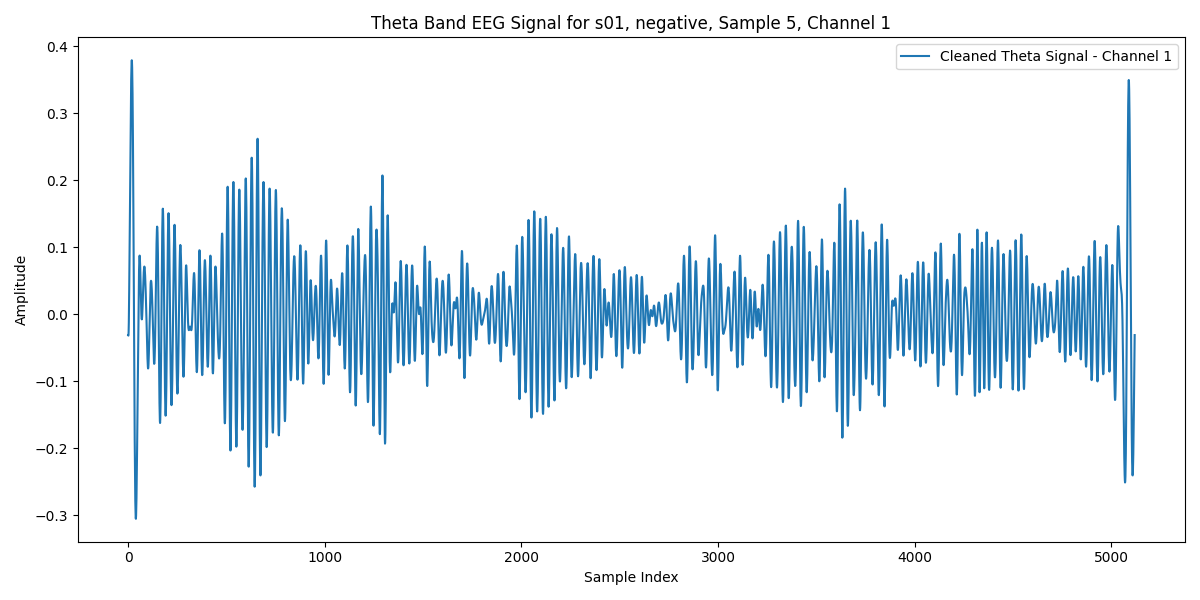 Theta Band EEG Signal for s01, negative, Sample 5, Channel 1
Cleaned Theta Signal - Channel 1
Amplitude
0.4
0.3
0.2
0.1
0.0
−0.1
−0.2
−0.3
0 1000 2000 3000 4000 5000
Sample Index